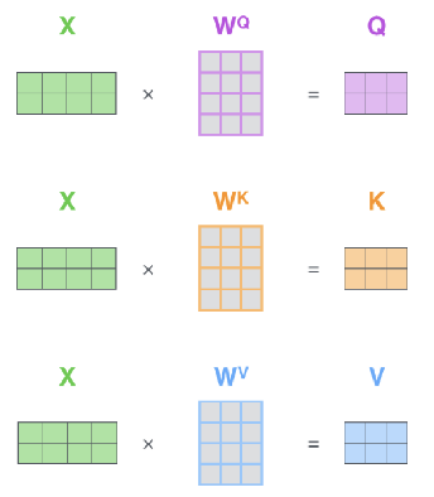 X W^Q Q
× =
X W^K K
× =
X W^V V
× =